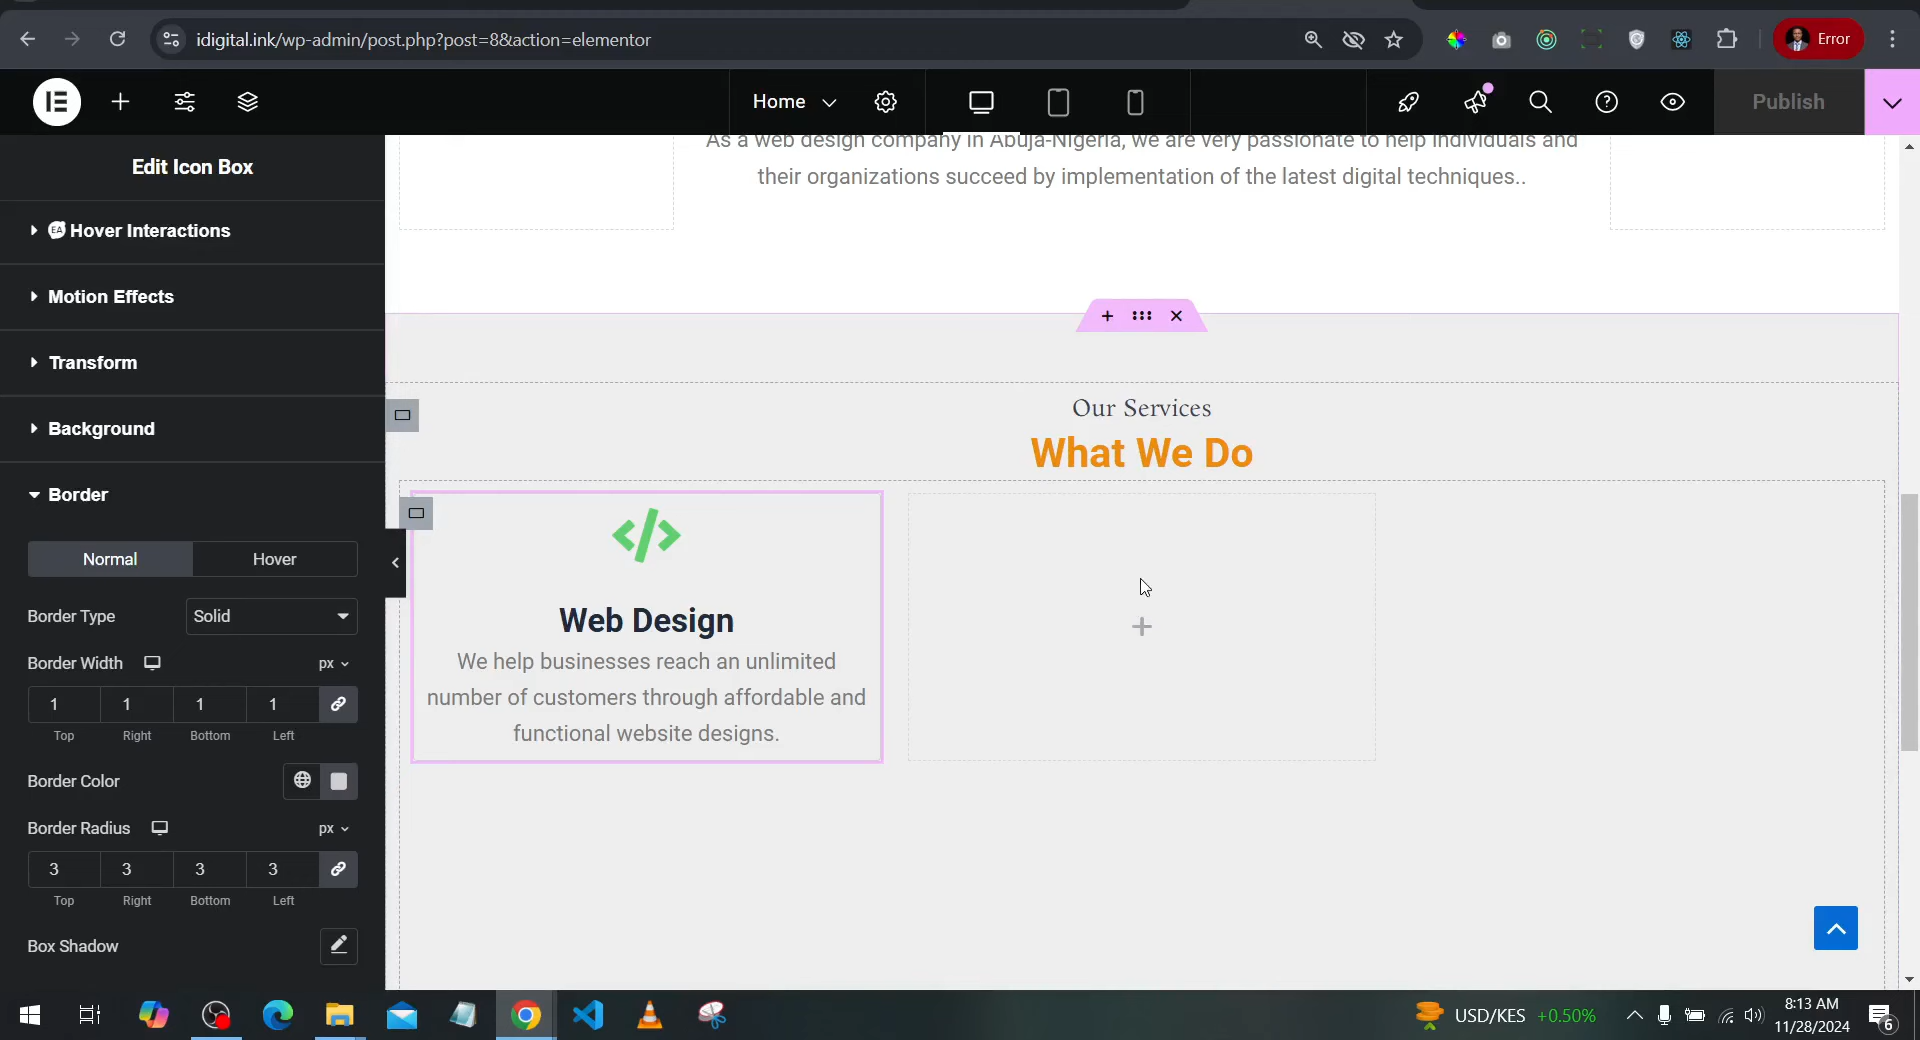 idigital.ink/wp-admin/post.php?post=8&action=elementor
Error
Home
Publish
Edit Icon Box
EA Hover Interactions
Motion Effects
Transform
Background
Border
Normal
Hover
Border Type
Solid
Border Width
px
1 1 1 1
Top Right Bottom Left
Border Color
Border Radius
px
3 3 3 3
Top Right Bottom Left
Box Shadow
As a web design company in Abuja-Nigeria, we are very passionate to help individuals and
their organizations succeed by implementation of the latest digital techniques..
Our Services
What We Do
Web Design
We help businesses reach an unlimited
number of customers through affordable and
functional website designs.
USD/KES +0.50%
8:13 AM
11/28/2024
6